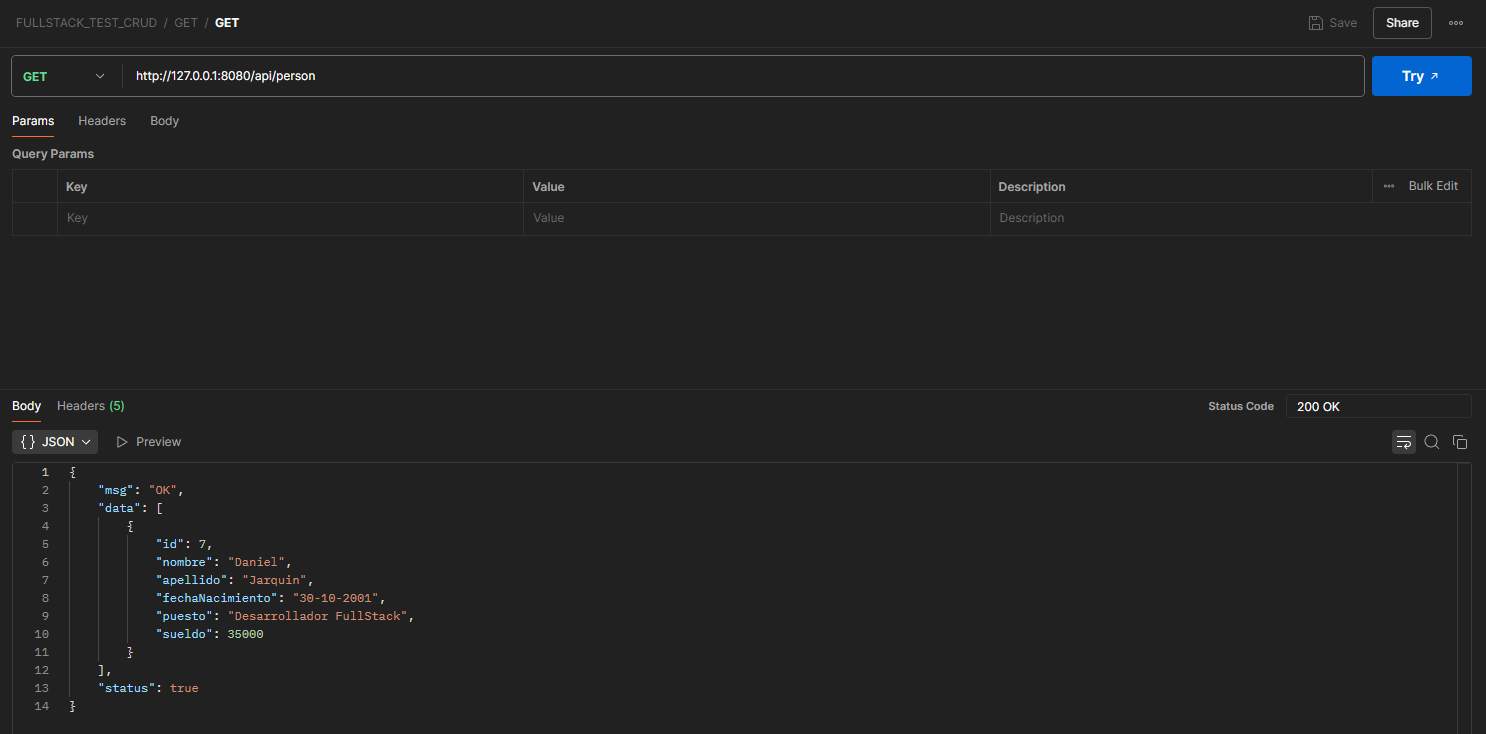 FULLSTACK_TEST_CRUD / GET / GET
Save
Share
GET
http://127.0.0.1:8080/api/person
Try
Params Headers Body
Query Params
Key Value Description Bulk Edit
Key Value Description
Body Headers (5)
Status Code 200 OK
{} JSON Preview
1 {
2 "msg": "OK",
3 "data": [
4 {
5 "id": 7,
6 "nombre": "Daniel",
7 "apellido": "Jarquin",
8 "fechaNacimiento": "30-10-2001",
9 "puesto": "Desarrollador FullStack",
10 "sueldo": 35000
11 }
12 ],
13 "status": true
14 }